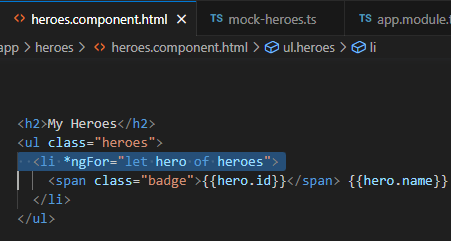 heroes.component.html mock-heroes.ts app.module.
app > heroes > heroes.component.html > ul.heroes > li
<h2>My Heroes</h2>
<ul class="heroes">
  <li *ngFor="let hero of heroes">
    <span class="badge">{{hero.id}}</span> {{hero.name}}
  </li>
</ul>